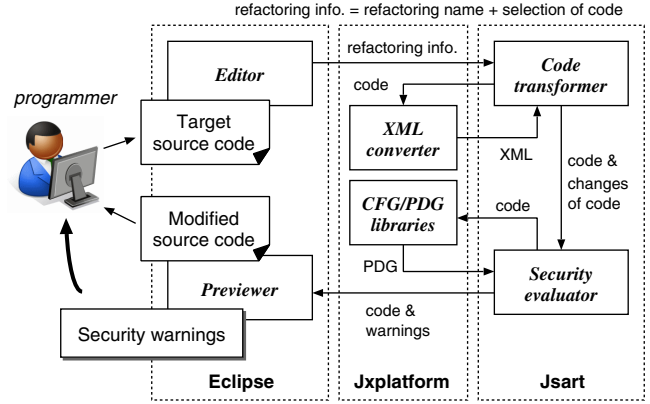 refactoring info. = refactoring name + selection of code
programmer
Editor
Target
source code
refactoring info.
code
Code
transformer
XML
converter
XML
code &
changes
of code
Modified
source code
CFG/PDG
libraries
code
PDG
Previewer
Security
evaluator
code &
warnings
Security warnings
Eclipse
Jxplatform
Jsart